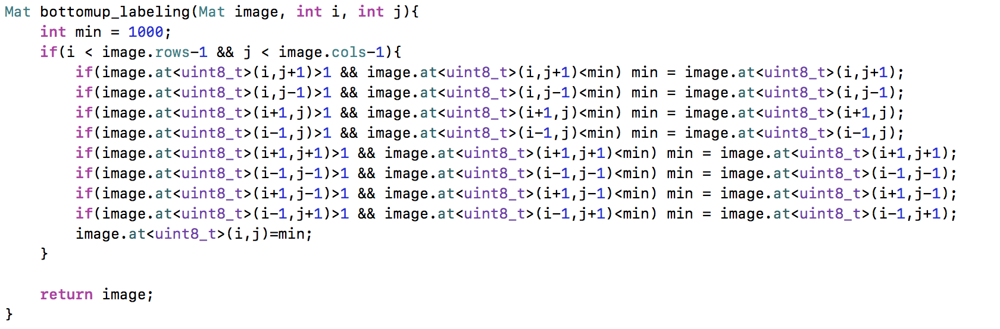 Mat bottomup_labeling(Mat image, int i, int j){
    int min = 1000;
    if(i < image.rows-1 && j < image.cols-1){
        if(image.at<uint8_t>(i,j+1)>1 && image.at<uint8_t>(i,j+1)<min) min = image.at<uint8_t>(i,j+1);
        if(image.at<uint8_t>(i,j-1)>1 && image.at<uint8_t>(i,j-1)<min) min = image.at<uint8_t>(i,j-1);
        if(image.at<uint8_t>(i+1,j)>1 && image.at<uint8_t>(i+1,j)<min) min = image.at<uint8_t>(i+1,j);
        if(image.at<uint8_t>(i-1,j)>1 && image.at<uint8_t>(i-1,j)<min) min = image.at<uint8_t>(i-1,j);
        if(image.at<uint8_t>(i+1,j+1)>1 && image.at<uint8_t>(i+1,j+1)<min) min = image.at<uint8_t>(i+1,j+1);
        if(image.at<uint8_t>(i-1,j-1)>1 && image.at<uint8_t>(i-1,j-1)<min) min = image.at<uint8_t>(i-1,j-1);
        if(image.at<uint8_t>(i+1,j-1)>1 && image.at<uint8_t>(i+1,j-1)<min) min = image.at<uint8_t>(i+1,j-1);
        if(image.at<uint8_t>(i-1,j+1)>1 && image.at<uint8_t>(i-1,j+1)<min) min = image.at<uint8_t>(i-1,j+1);
        image.at<uint8_t>(i,j)=min;
    }

    return image;
}